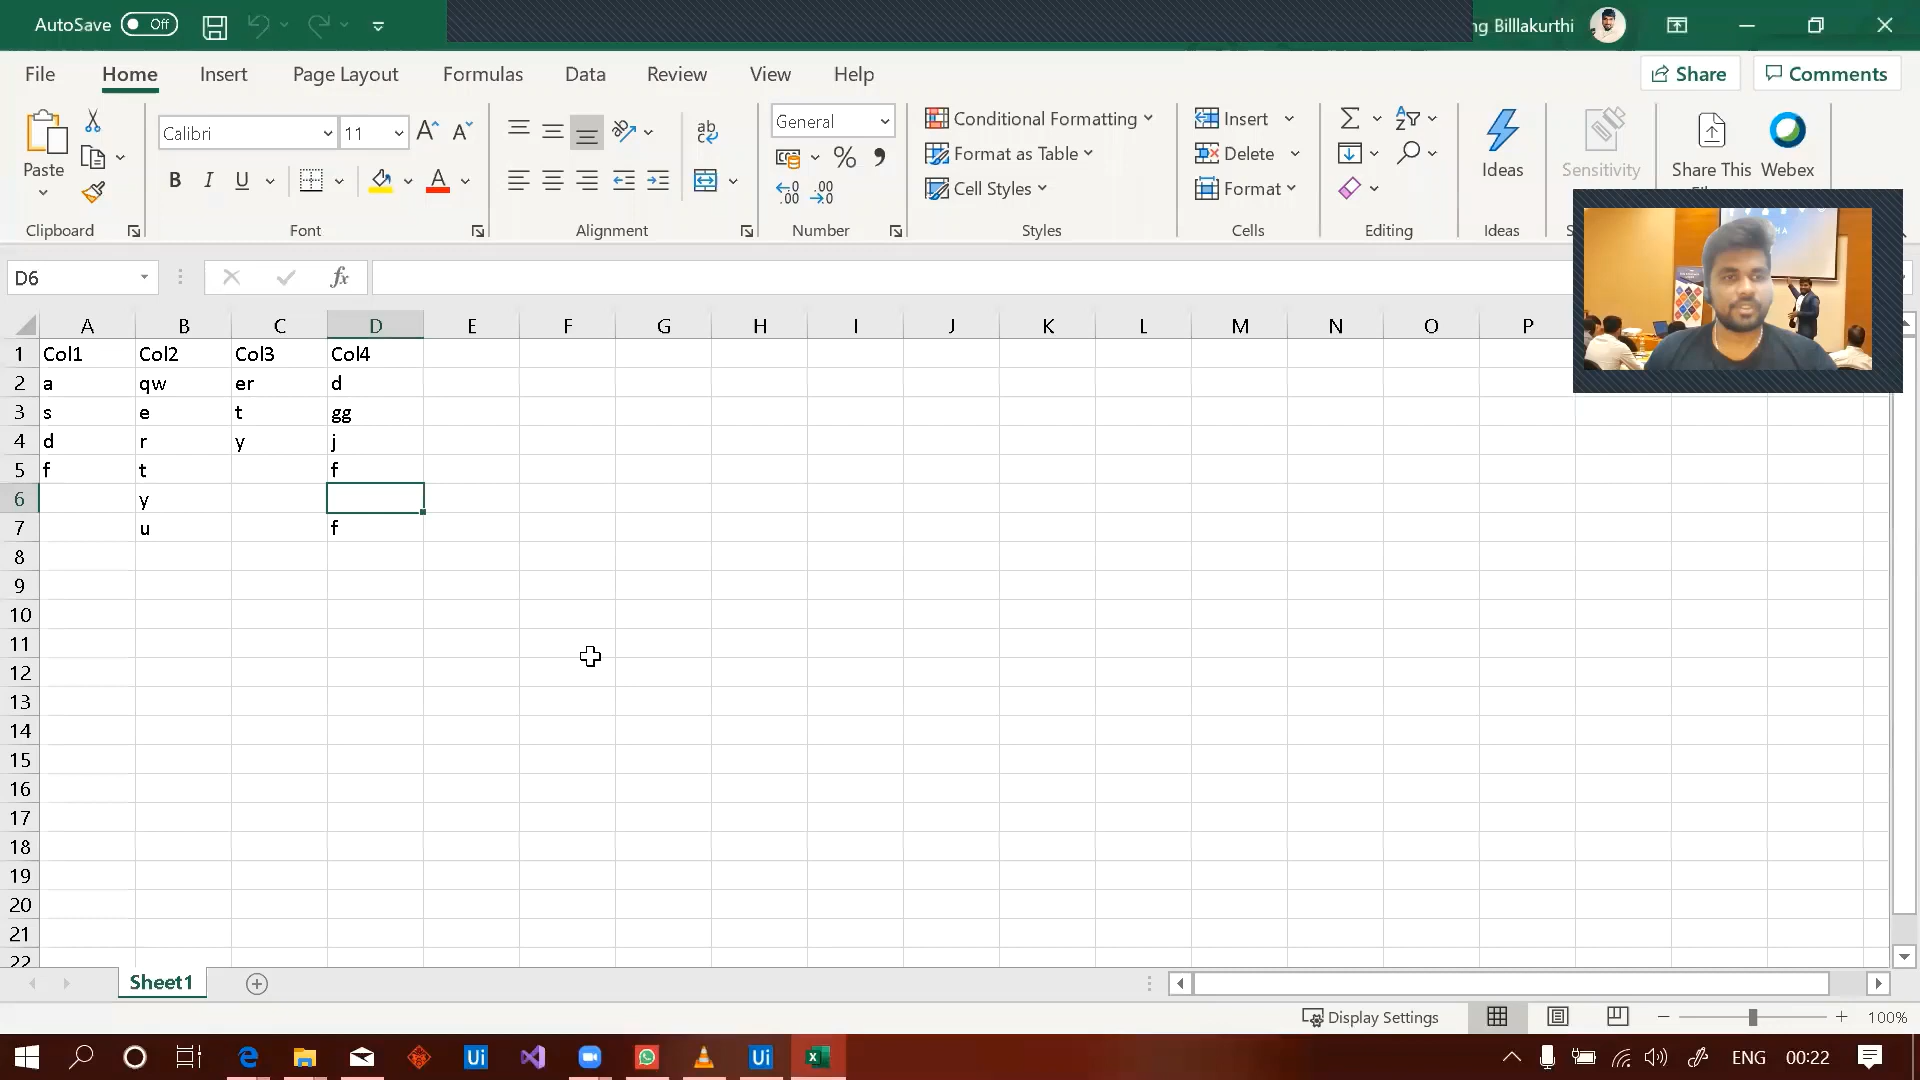 AutoSave Off ng Billlakurthi
File Home Insert Page Layout Formulas Data Review View Help Share Comments
Paste Calibri 11 General Conditional Formatting Format as Table Cell Styles Insert Delete Format Ideas Sensitivity Share This Webex
Clipboard Font Alignment Number Styles Cells Editing Ideas
D6 fx
A B C D E F G H I J K L M N O P
1 Col1 Col2 Col3 Col4
2 a qw er d
3 s e t gg
4 d r y j
5 f t f
6 y
7 u f
8
9
10
11
12
13
14
15
16
17
18
19
20
21
22
Sheet1
Display Settings 100%
ENG 00:22